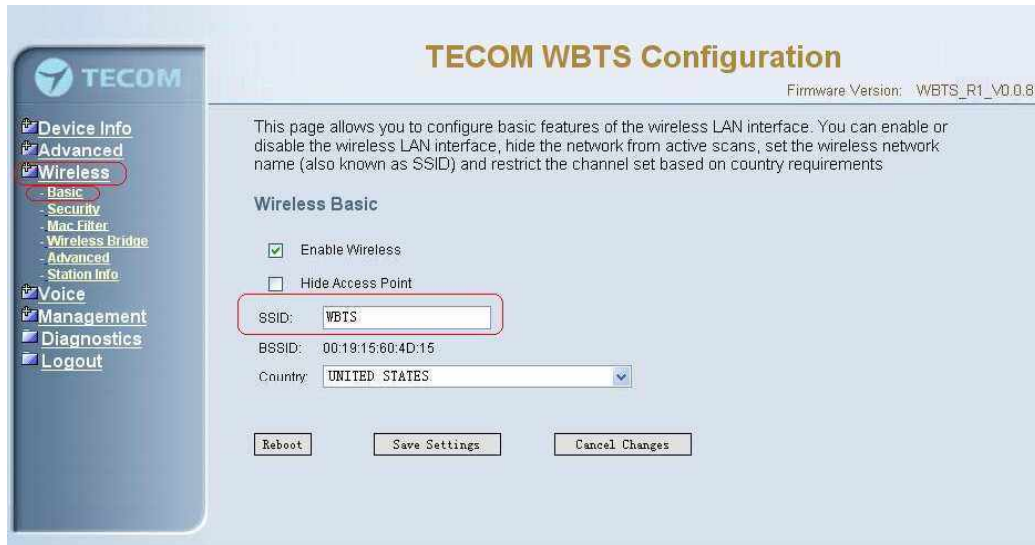 TECOM
TECOM WBTS Configuration
Firmware Version: WBTS_R1_V0.0.8
Device Info
Advanced
Wireless
- Basic
- Security
- Mac Filter
- Wireless Bridge
- Advanced
- Station Info
Voice
Management
Diagnostics
Logout
This page allows you to configure basic features of the wireless LAN interface. You can enable or
disable the wireless LAN interface, hide the network from active scans, set the wireless network
name (also known as SSID) and restrict the channel set based on country requirements
Wireless Basic
Enable Wireless
Hide Access Point
SSID: WBTS
BSSID: 00:19:15:60:4D:15
Country: UNITED STATES
Reboot Save Settings Cancel Changes